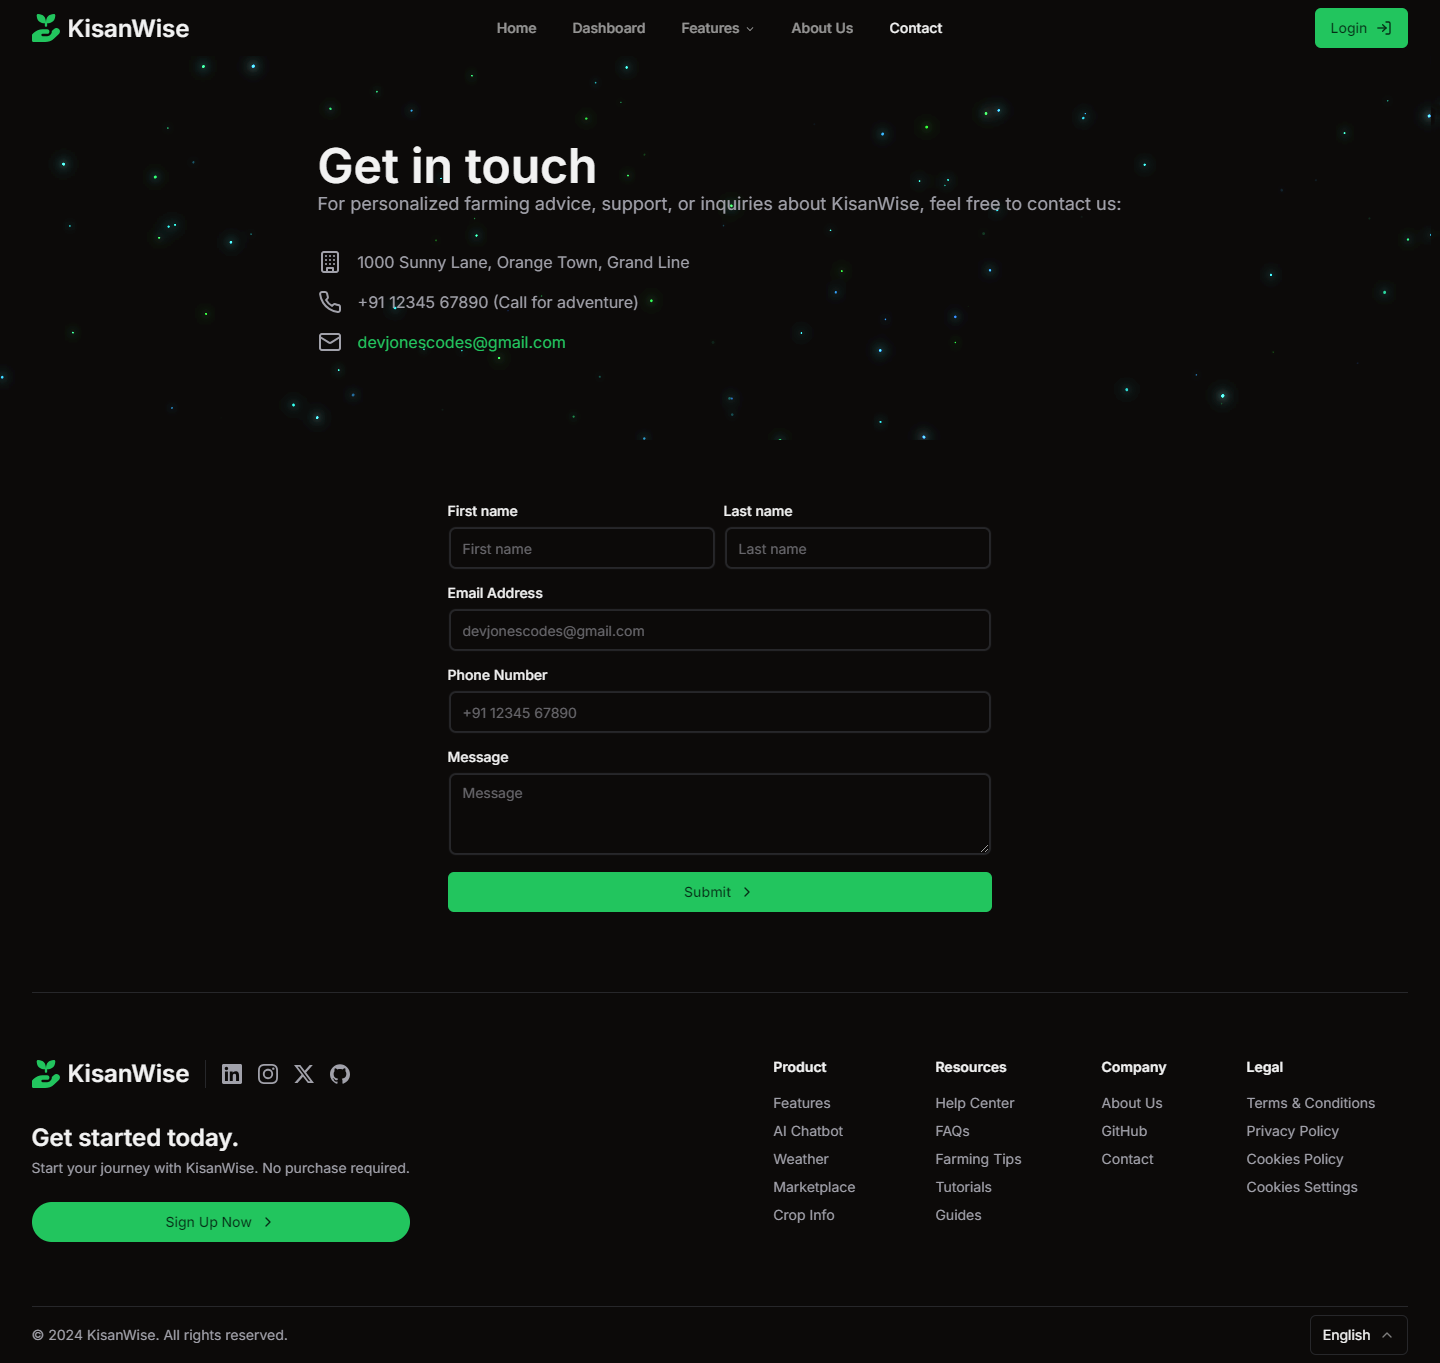 KisanWise
Home Dashboard Features About Us Contact
Login
Get in touch
For personalized farming advice, support, or inquiries about KisanWise, feel free to contact us:
1000 Sunny Lane, Orange Town, Grand Line
+91 12345 67890 (Call for adventure)
devjonescodes@gmail.com
First name Last name
First name Last name
Email Address
devjonescodes@gmail.com
Phone Number
+91 12345 67890
Message
Message
Submit
KisanWise
Get started today.
Start your journey with KisanWise. No purchase required.
Sign Up Now
Product
Features
AI Chatbot
Weather
Marketplace
Crop Info
Resources
Help Center
FAQs
Farming Tips
Tutorials
Guides
Company
About Us
GitHub
Contact
Legal
Terms & Conditions
Privacy Policy
Cookies Policy
Cookies Settings
© 2024 KisanWise. All rights reserved.
English